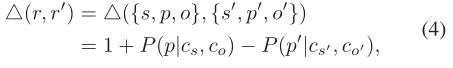 △(r, r′) = △({s, p, o}, {s′, p′, o′})
= 1 + P(p|c_s, c_o) − P(p′|c_{s′}, c_{o′}), (4)